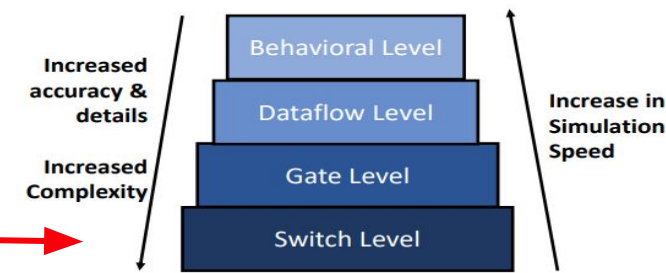 Increased
accuracy &
details
Increased
Complexity
Behavioral Level
Dataflow Level
Gate Level
Switch Level
Increase in
Simulation
Speed